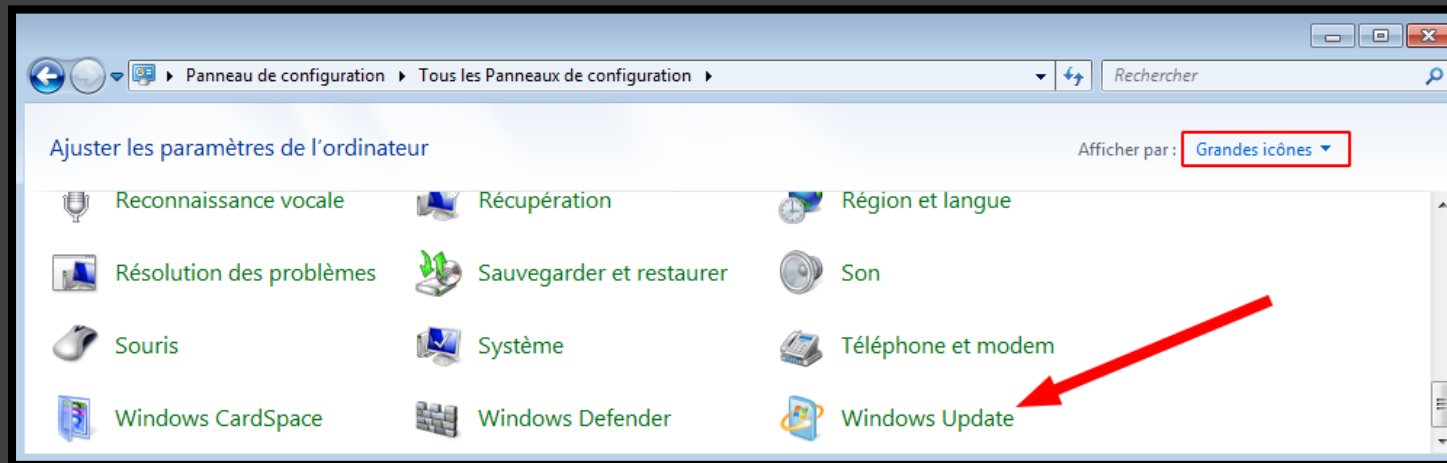 Panneau de configuration Tous les Panneaux de configuration Rechercher
Ajuster les paramètres de l'ordinateur Afficher par : Grandes icônes
Reconnaissance vocale Récupération Région et langue
Résolution des problèmes Sauvegarder et restaurer Son
Souris Système Téléphone et modem
Windows CardSpace Windows Defender Windows Update